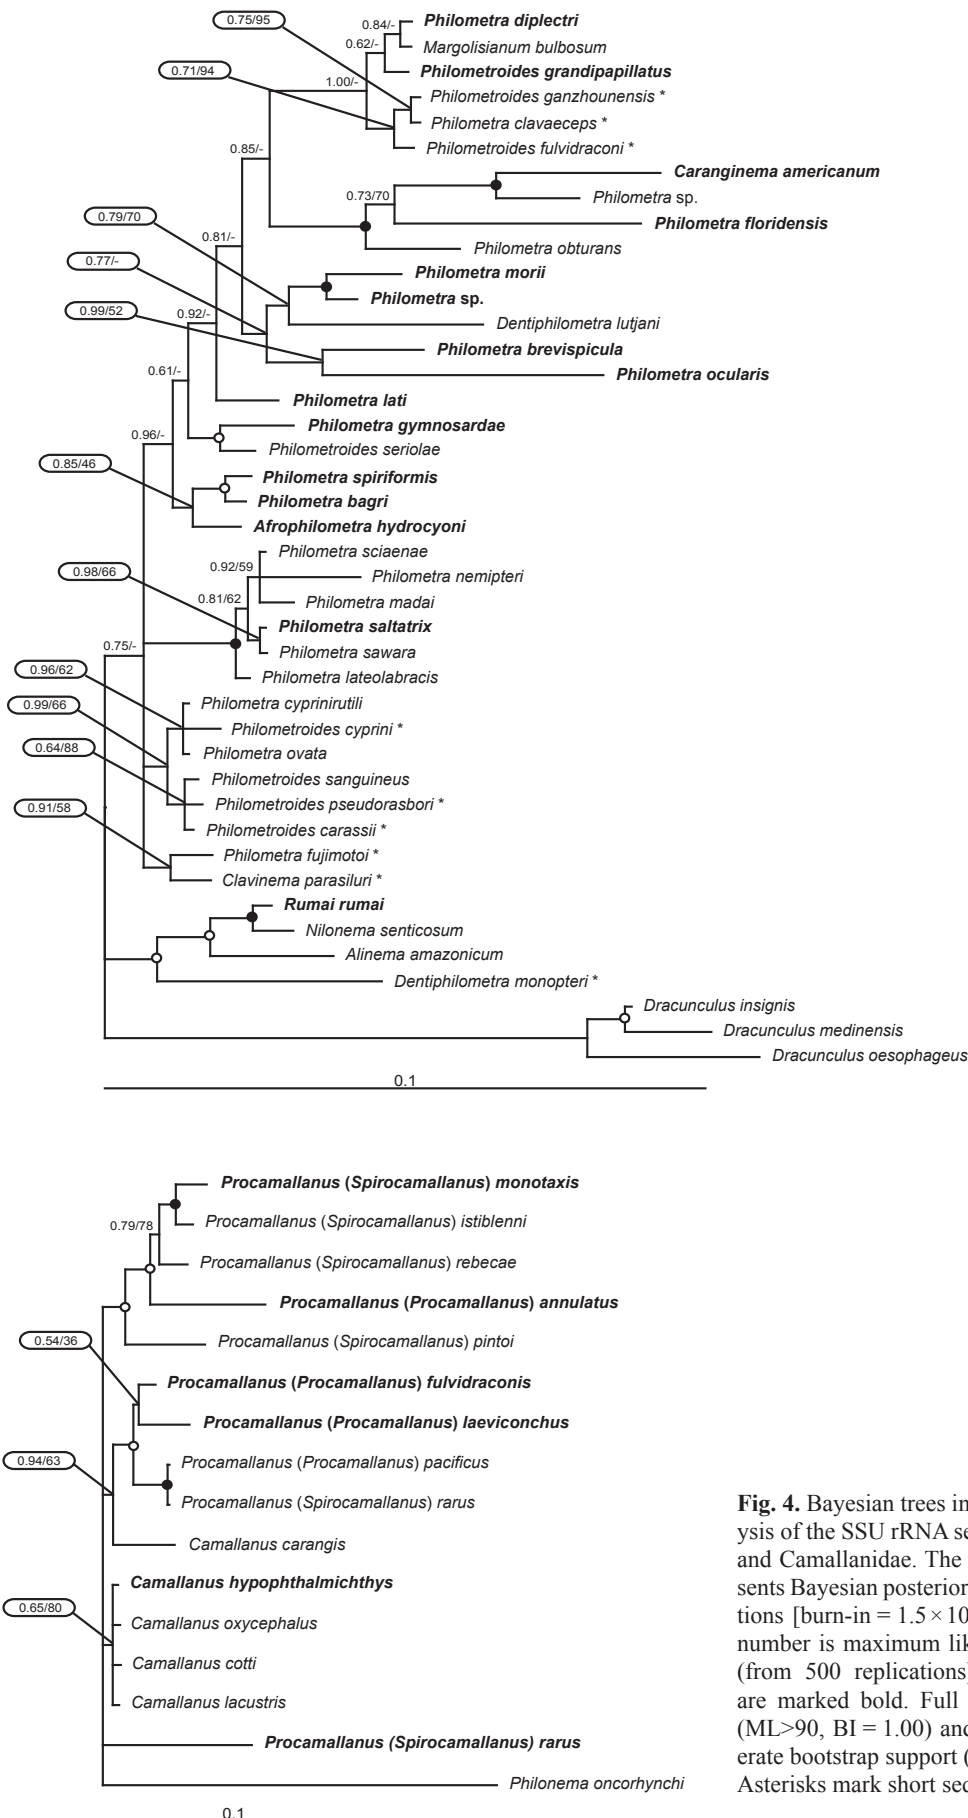 0.75/95
0.84/-
Philometra diplectri
0.62/-
Margolisianum bulbosum
0.71/94
Philometroides grandipapillatus
1.00/-
Philometroides ganzhounensis *
Philometra clavaeceps *
0.85/-
Philometroides fulvidraconi *
Caranginema americanum
0.73/70
Philometra sp.
0.79/70
Philometra floridensis
0.81/-
Philometra obturans
0.77/-
Philometra morii
Philometra sp.
0.99/52
0.92/-
Dentiphilometra lutjani
Philometra brevispicula
0.61/-
Philometra ocularis
Philometra lati
Philometra gymnosardae
0.96/-
Philometroides seriolae
0.85/46
Philometra spiriformis
Philometra bagri
Afrophilometra hydrocyoni
Philometra sciaenae
0.98/66
0.92/59
Philometra nemipteri
0.81/62
Philometra madai
Philometra saltatrix
0.75/-
Philometra sawara
0.96/62
Philometra lateolabracis
0.99/66
Philometra cyprinirutili
Philometroides cyprini *
0.64/88
Philometra ovata
Philometroides sanguineus
0.91/58
Philometroides pseudorasbori *
Philometroides carassii *
Philometra fujimotoi *
Clavinema parasiluri *
Rumai rumai
Nilonema senticosum
Alinema amazonicum
Dentiphilometra monopteri *
Dracunculus insignis
Dracunculus medinensis
Dracunculus oesophageus
0.1
Procamallanus (Spirocamallanus) monotaxis
0.79/78
Procamallanus (Spirocamallanus) istiblenni
Procamallanus (Spirocamallanus) rebecae
Procamallanus (Procamallanus) annulatus
0.54/36
Procamallanus (Spirocamallanus) pintoi
Procamallanus (Procamallanus) fulvidraconis
Procamallanus (Procamallanus) laeviconchus
0.94/63
Procamallanus (Procamallanus) pacificus
Procamallanus (Spirocamallanus) rarus
Camallanus carangis
Camallanus hypophthalmichthys
0.65/80
Camallanus oxycephalus
Camallanus cotti
Camallanus lacustris
Procamallanus (Spirocamallanus) rarus
Philonema oncorhynchi
0.1
Fig. 4. Bayesian trees in
ysis of the SSU rRNA se
and Camallanidae. The
sents Bayesian posterior
tions [burn-in = 1.5 × 10
number is maximum lik
(from 500 replications
are marked bold. Full
(ML>90, BI = 1.00) and
erate bootstrap support (
Asterisks mark short sec